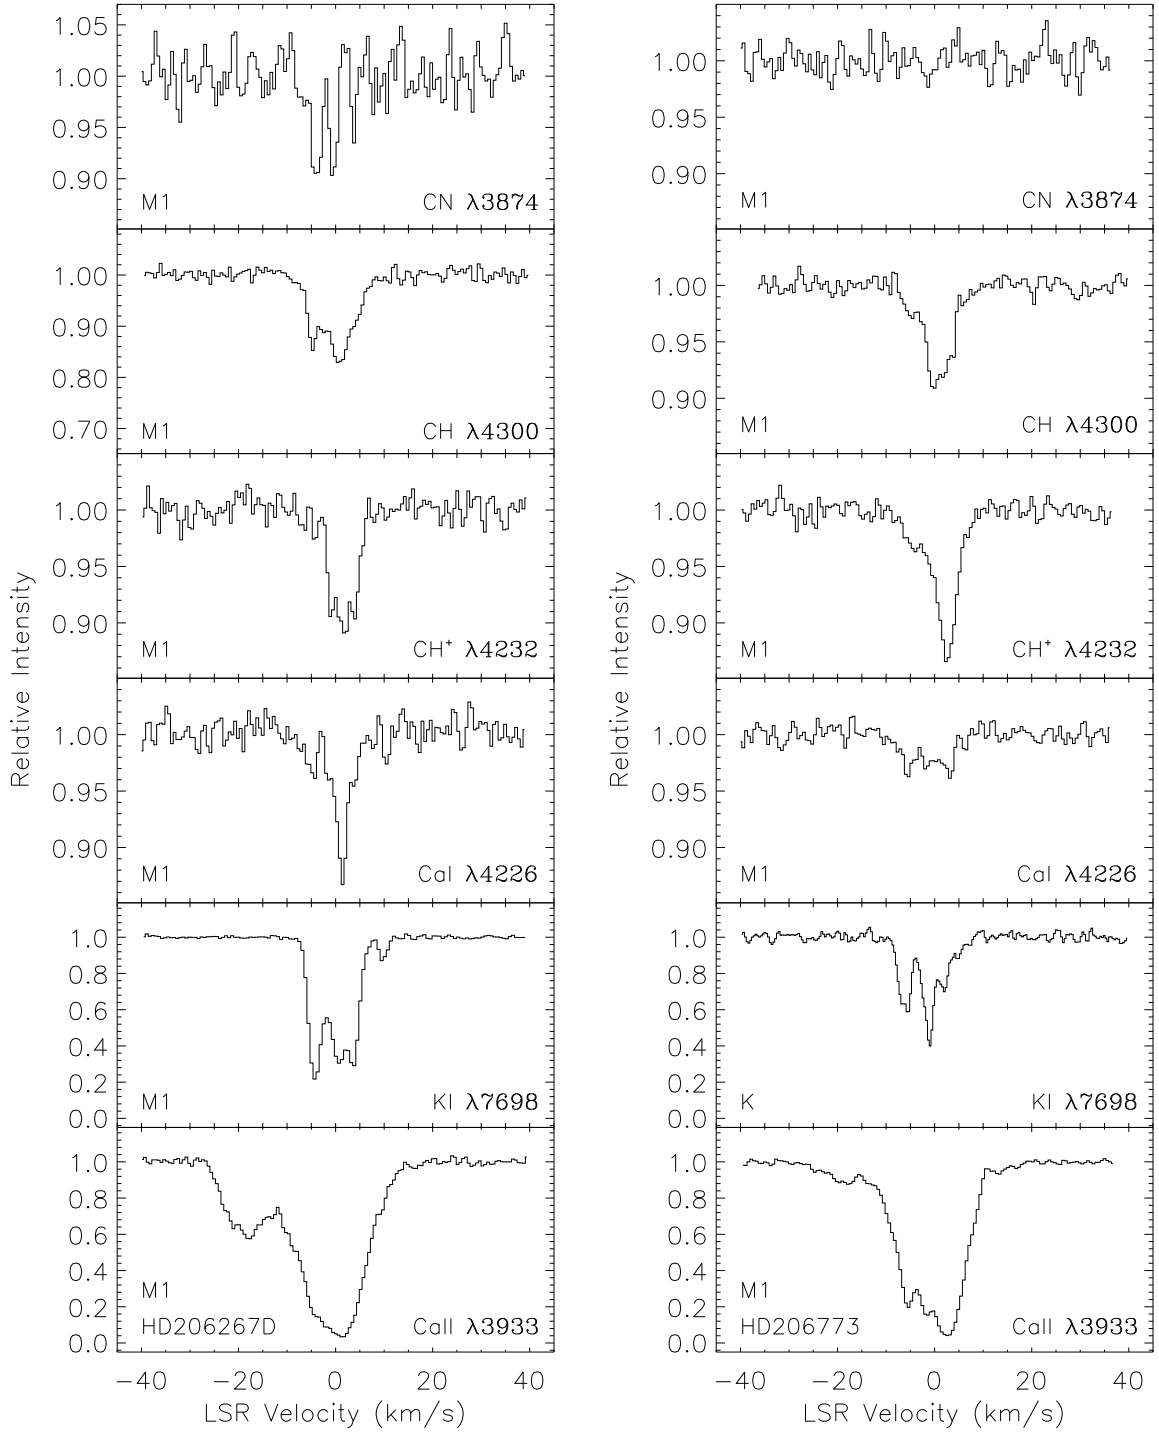 1.05
1.00
0.95
0.90
M1 CN λ3874
1.00
0.90
0.80
0.70
M1 CH λ4300
1.00
0.95
0.90
M1 CH⁺ λ4232
1.00
0.95
0.90
M1 CaI λ4226
1.0
0.8
0.6
0.4
0.2
0.0
M1 KI λ7698
1.0
0.8
0.6
0.4
0.2
0.0
M1
HD206267D CaII λ3933
−40 −20 0 20 40
LSR Velocity (km/s)
Relative Intensity
1.00
0.95
0.90
M1 CN λ3874
1.00
0.95
0.90
M1 CH λ4300
1.00
0.95
0.90
M1 CH⁺ λ4232
1.00
0.95
0.90
M1 CaI λ4226
1.0
0.8
0.6
0.4
0.2
0.0
K KI λ7698
1.0
0.8
0.6
0.4
0.2
0.0
M1
HD206773 CaII λ3933
−40 −20 0 20 40
LSR Velocity (km/s)
Relative Intensity